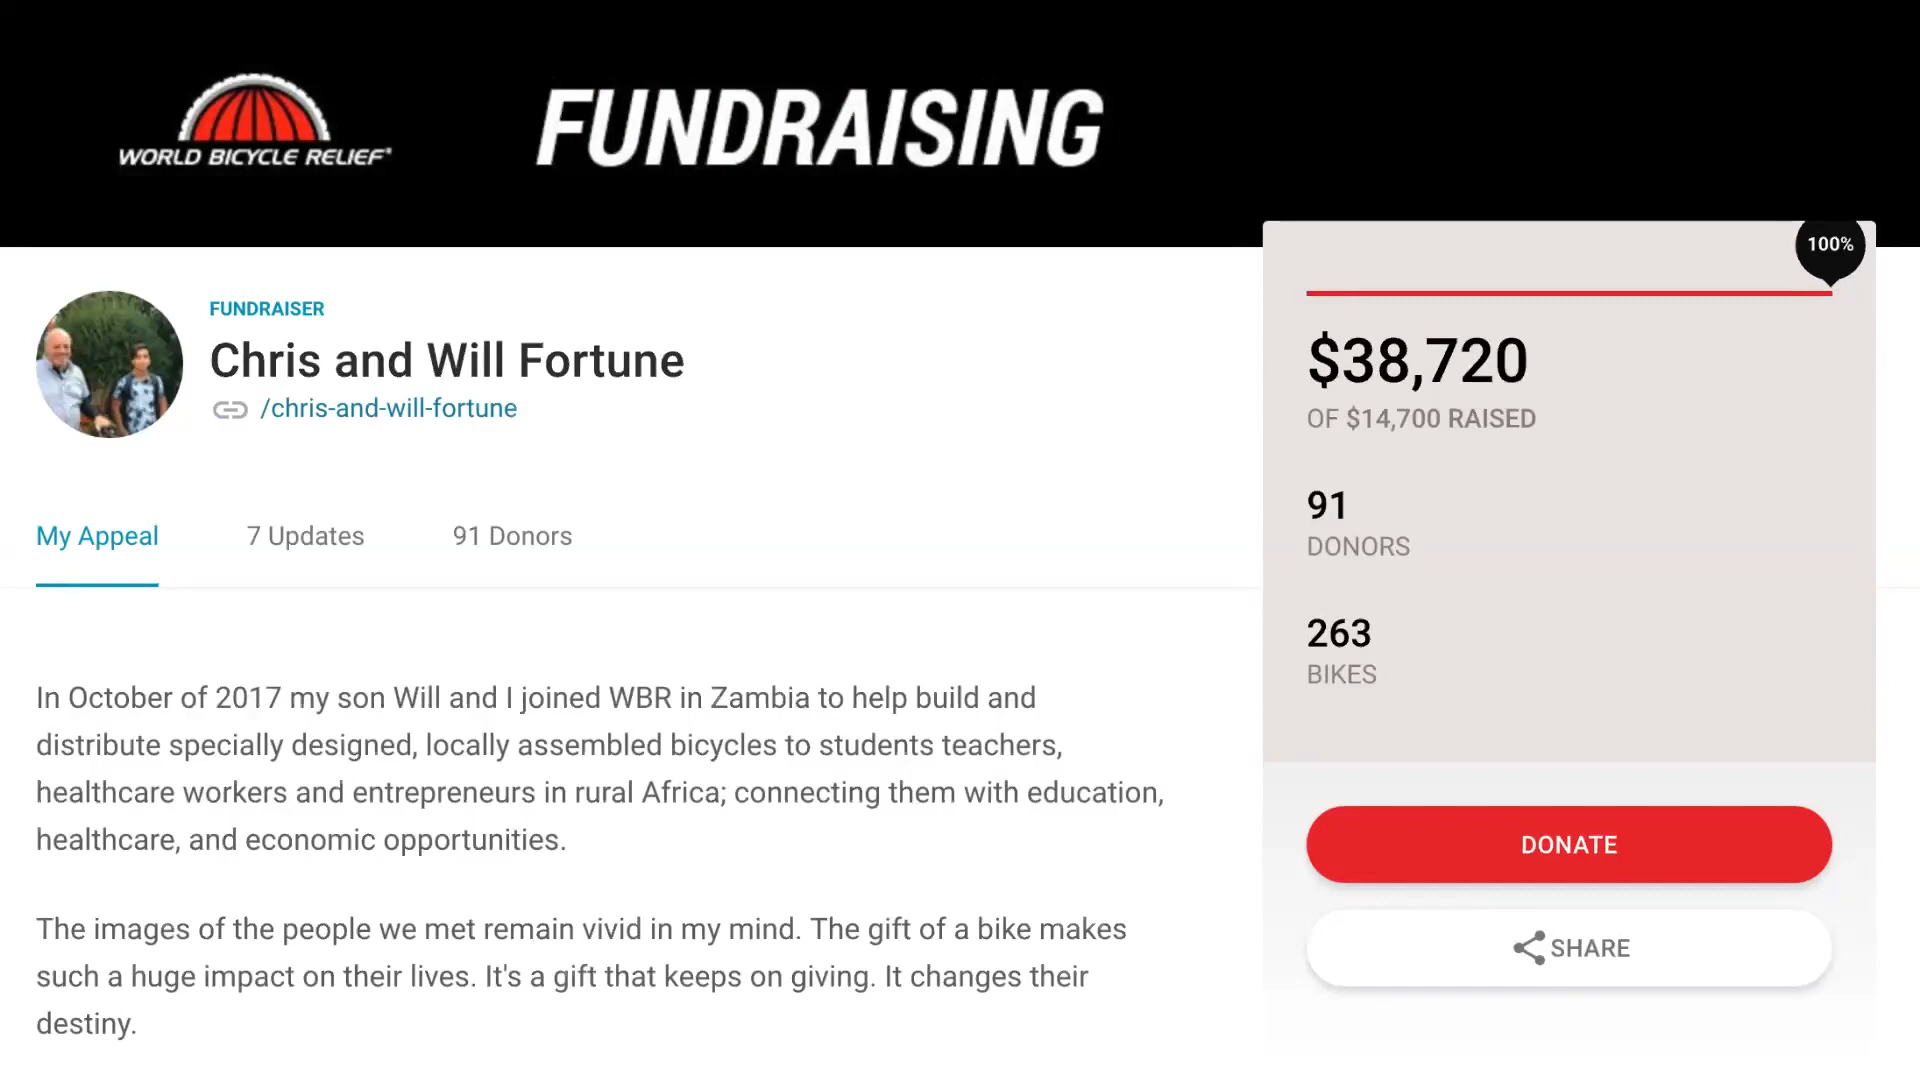 WORLD BICYCLE RELIEF®
FUNDRAISING
100%
FUNDRAISER
Chris and Will Fortune
/chris-and-will-fortune
$38,720
OF $14,700 RAISED
91
DONORS
263
BIKES
My Appeal
7 Updates
91 Donors
In October of 2017 my son Will and I joined WBR in Zambia to help build and
distribute specially designed, locally assembled bicycles to students teachers,
healthcare workers and entrepreneurs in rural Africa; connecting them with education,
healthcare, and economic opportunities.
The images of the people we met remain vivid in my mind. The gift of a bike makes
such a huge impact on their lives. It's a gift that keeps on giving. It changes their
destiny.
DONATE
SHARE